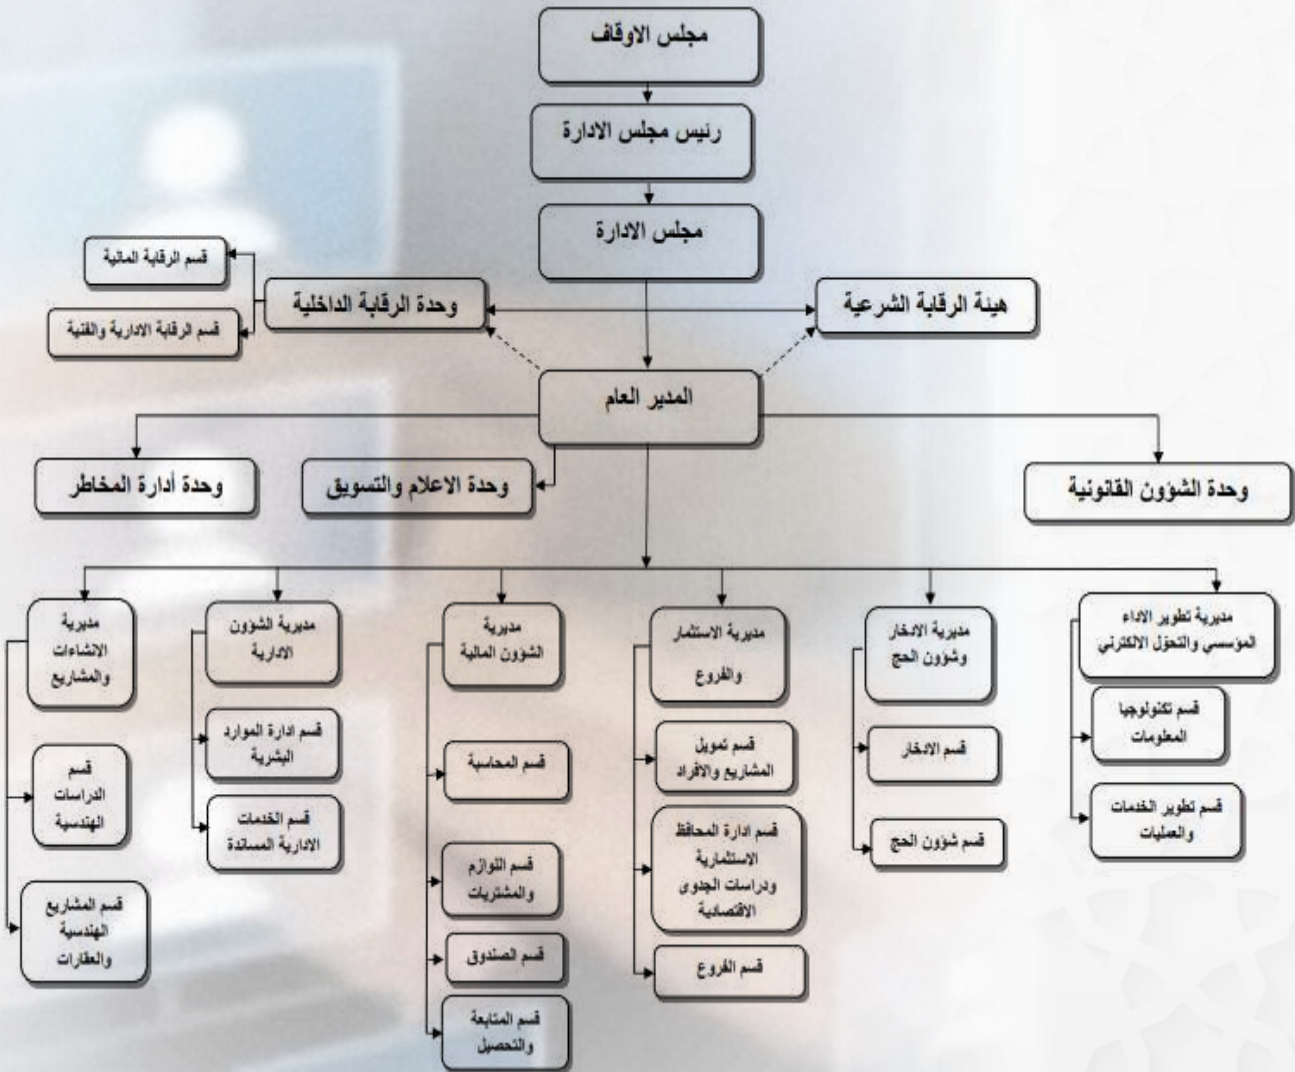 مجلس الاوقاف
رئيس مجلس الادارة
مجلس الادارة
هيئة الرقابة الشرعية
وحدة الرقابة الداخلية
قسم الرقابة المالية
قسم الرقابة الادارية والفنية
المدير العام
وحدة الشؤون القانونية
وحدة الاعلام والتسويق
وحدة أدارة المخاطر
مديرية تطوير الاداء
المؤسسي والتحول الالكترني
قسم تكنولوجيا
المعلومات
قسم تطوير الخدمات
والعمليات
مديرية الادخار
وشؤون الحج
قسم الادخار
قسم شؤون الحج
مديرية الاستثمار
والفروع
قسم تمويل
المشاريع والافراد
قسم ادارة المحافظ
الاستثمارية
ودراسات الجدوى
الاقتصادية
قسم الفروع
مديرية
الشؤون المالية
قسم المحاسبة
قسم اللوازم
والمشتريات
قسم الصندوق
قسم المتابعة
والتحصيل
مديرية الشؤون
الادارية
قسم ادارة الموارد
البشرية
قسم الخدمات
الادارية المساندة
مديرية
الانشاءات
والمشاريع
قسم
الدراسات
الهندسية
قسم المشاريع
الهندسية
والعقارات